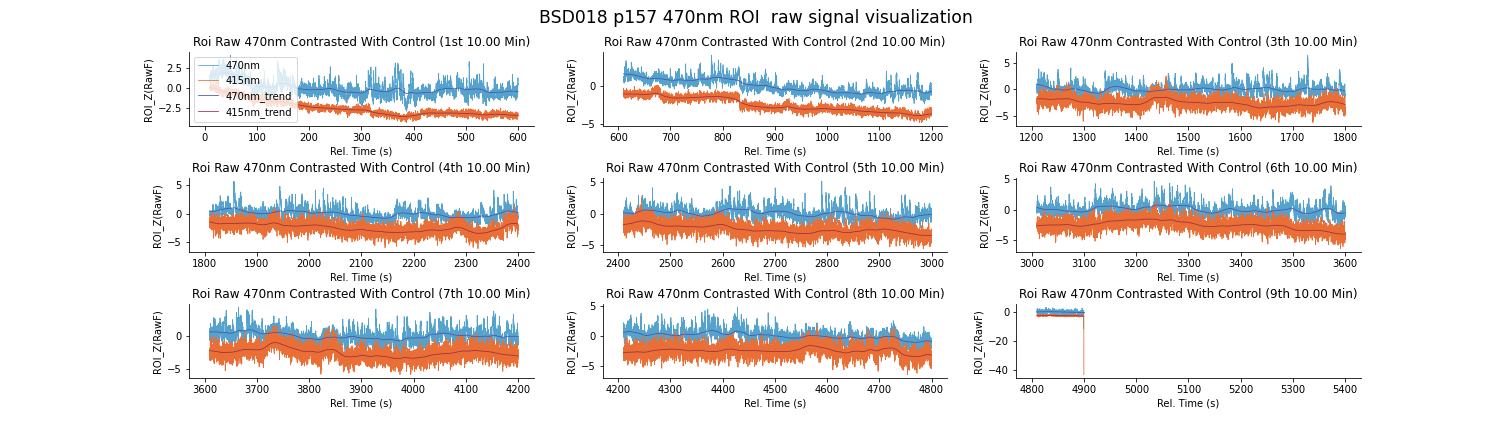 BSD018 p157 470nm ROI  raw signal visualization
Roi Raw 470nm Contrasted With Control (1st 10.00 Min)
ROI_Z(RawF)
2.5
0.0
−2.5
470nm
415nm
470nm_trend
415nm_trend
0 100 200 300 400 500 600
Rel. Time (s)
Roi Raw 470nm Contrasted With Control (2nd 10.00 Min)
ROI_Z(RawF)
0
−5
600 700 800 900 1000 1100 1200
Rel. Time (s)
Roi Raw 470nm Contrasted With Control (3th 10.00 Min)
ROI_Z(RawF)
5
0
−5
1200 1300 1400 1500 1600 1700 1800
Rel. Time (s)
Roi Raw 470nm Contrasted With Control (4th 10.00 Min)
ROI_Z(RawF)
5
0
−5
1800 1900 2000 2100 2200 2300 2400
Rel. Time (s)
Roi Raw 470nm Contrasted With Control (5th 10.00 Min)
ROI_Z(RawF)
5
0
−5
2400 2500 2600 2700 2800 2900 3000
Rel. Time (s)
Roi Raw 470nm Contrasted With Control (6th 10.00 Min)
ROI_Z(RawF)
5
0
−5
3000 3100 3200 3300 3400 3500 3600
Rel. Time (s)
Roi Raw 470nm Contrasted With Control (7th 10.00 Min)
ROI_Z(RawF)
0
−5
3600 3700 3800 3900 4000 4100 4200
Rel. Time (s)
Roi Raw 470nm Contrasted With Control (8th 10.00 Min)
ROI_Z(RawF)
5
0
−5
4200 4300 4400 4500 4600 4700 4800
Rel. Time (s)
Roi Raw 470nm Contrasted With Control (9th 10.00 Min)
ROI_Z(RawF)
0
−20
−40
4800 4900 5000 5100 5200 5300 5400
Rel. Time (s)